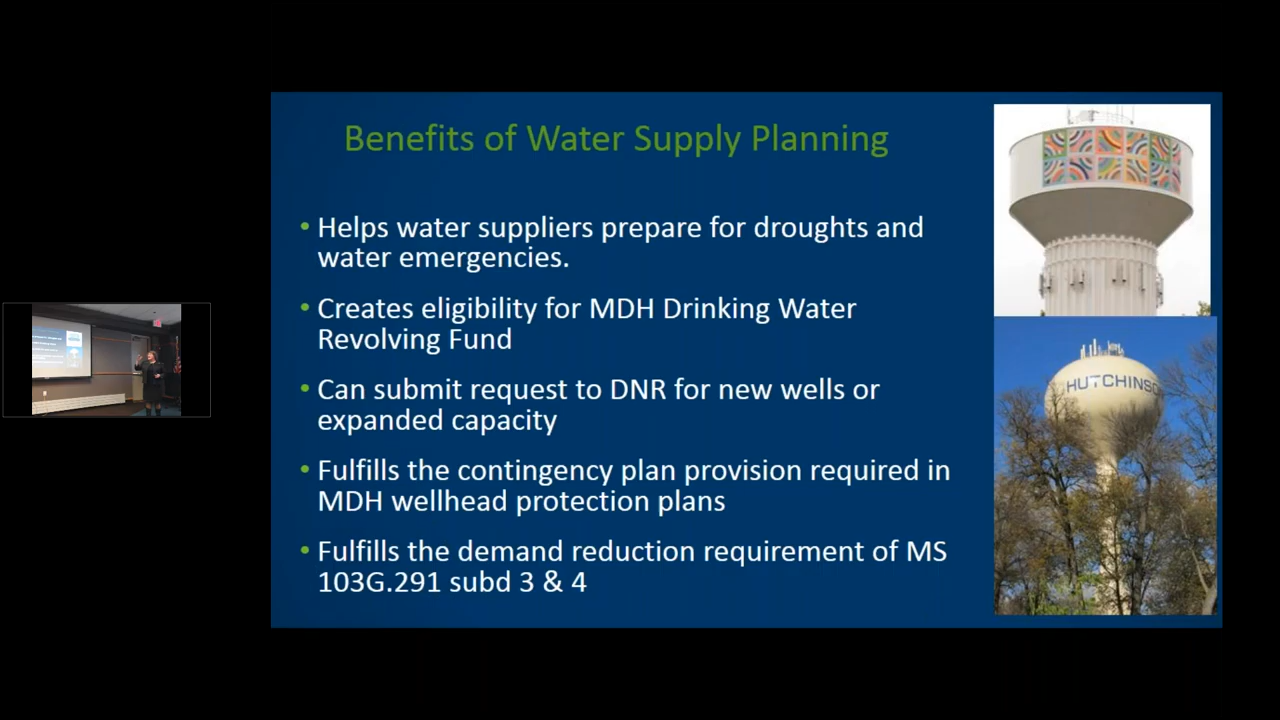 Benefits of Water Supply Planning
• Helps water suppliers prepare for droughts and
water emergencies.
• Creates eligibility for MDH Drinking Water
Revolving Fund
• Can submit request to DNR for new wells or
expanded capacity
• Fulfills the contingency plan provision required in
MDH wellhead protection plans
• Fulfills the demand reduction requirement of MS
103G.291 subd 3 & 4
HUTCHINSO